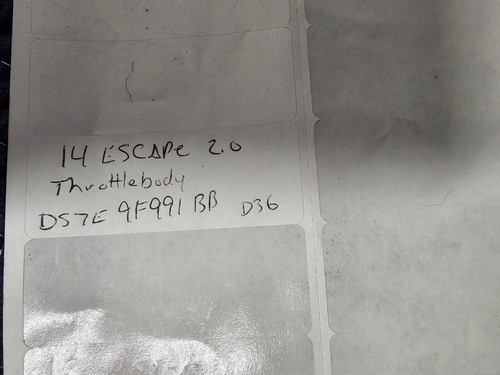 14 ESCAPE 2.0
Throttlebody
DS7E 9F991 BB D36